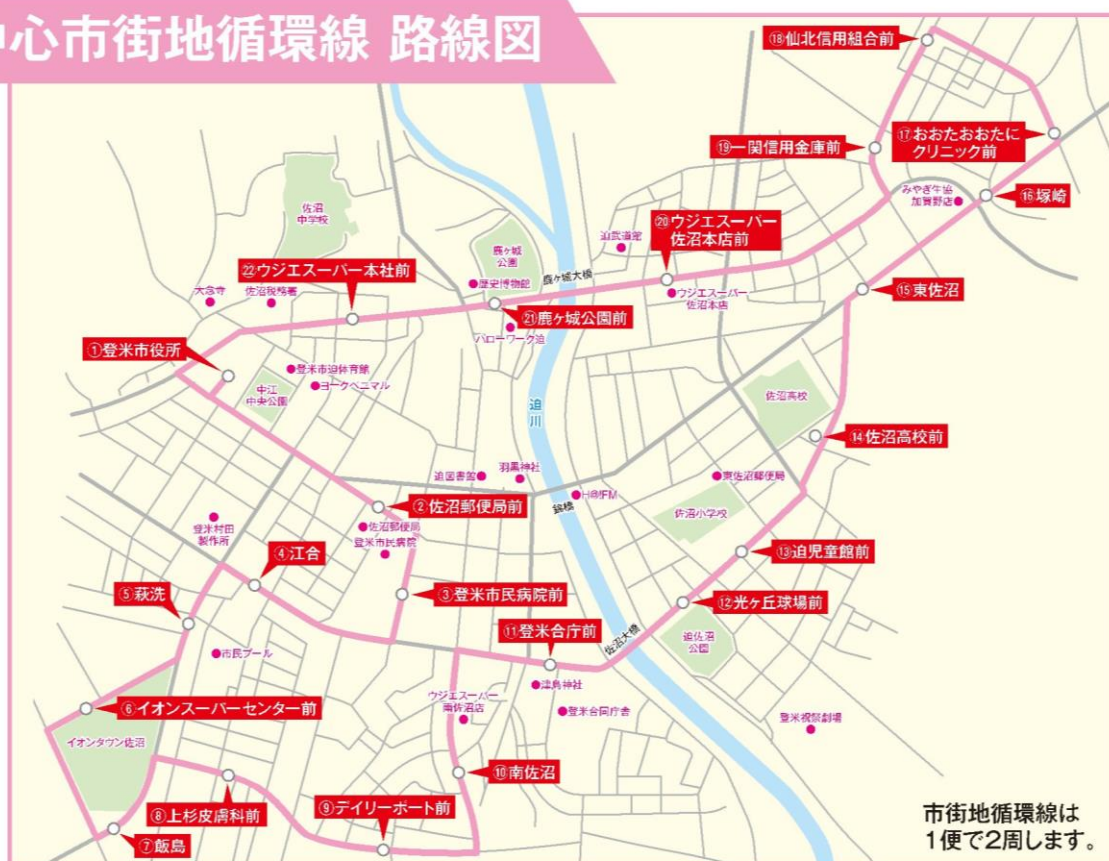 心市街地循環線 路線図
⑱仙北信用組合前
⑰おおたおおたに
クリニック前
⑲一関信用金庫前
みやぎ生協
加賀野店
⑯塚崎
佐沼
中学校
鹿ヶ城
公園
迫武道館
⑳ウジエスーパー
佐沼本店前
㉒ウジエスーパー本社前
歴史博物館
鹿ヶ城大橋
大念寺
佐沼税務署
ウジエスーパー
佐沼本店
⑮東佐沼
㉑鹿ヶ城公園前
ハローワーク迫
①登米市役所
登米市迫体育館
ヨークベニマル
中江
中央公園
迫川
佐沼高校
⑭佐沼高校前
迫図書館
羽黒神社
東佐沼郵便局
H@!FM
錦橋
②佐沼郵便局前
佐沼小学校
登米村田
製作所
佐沼郵便局
登米市民病院
④江合
⑬迫児童館前
⑤萩洗
③登米市民病院前
⑫光ヶ丘球場前
⑪登米合庁前
佐沼大橋
迫佐沼
公園
市民プール
津島神社
⑥イオンスーパーセンター前
ウジエスーパー
南佐沼店
登米合同庁舎
登米祝祭劇場
イオンタウン佐沼
⑩南佐沼
⑧上杉皮膚科前
⑨デイリーポート前
⑦飯島
市街地循環線は
1便で2周します。